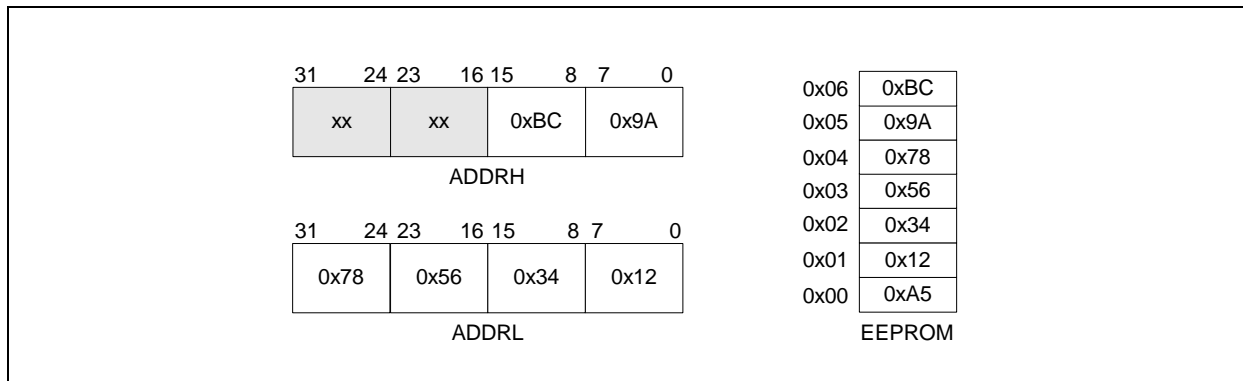 31 24 23 16 15 8 7 0
xx xx 0xBC 0x9A
ADDRH
31 24 23 16 15 8 7 0
0x78 0x56 0x34 0x12
ADDRL
0x06 0xBC
0x05 0x9A
0x04 0x78
0x03 0x56
0x02 0x34
0x01 0x12
0x00 0xA5
EEPROM